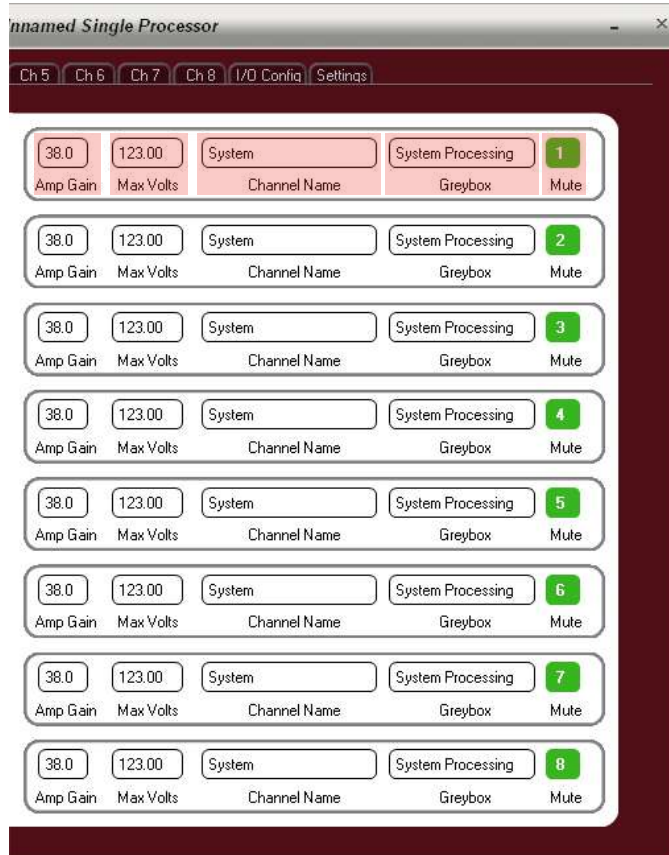 nnamed Single Processor
Ch 5 Ch 6 Ch 7 Ch 8 I/O Config Settings
38.0 123.00 System System Processing 1
Amp Gain Max Volts Channel Name Greybox Mute
38.0 123.00 System System Processing 2
Amp Gain Max Volts Channel Name Greybox Mute
38.0 123.00 System System Processing 3
Amp Gain Max Volts Channel Name Greybox Mute
38.0 123.00 System System Processing 4
Amp Gain Max Volts Channel Name Greybox Mute
38.0 123.00 System System Processing 5
Amp Gain Max Volts Channel Name Greybox Mute
38.0 123.00 System System Processing 6
Amp Gain Max Volts Channel Name Greybox Mute
38.0 123.00 System System Processing 7
Amp Gain Max Volts Channel Name Greybox Mute
38.0 123.00 System System Processing 8
Amp Gain Max Volts Channel Name Greybox Mute